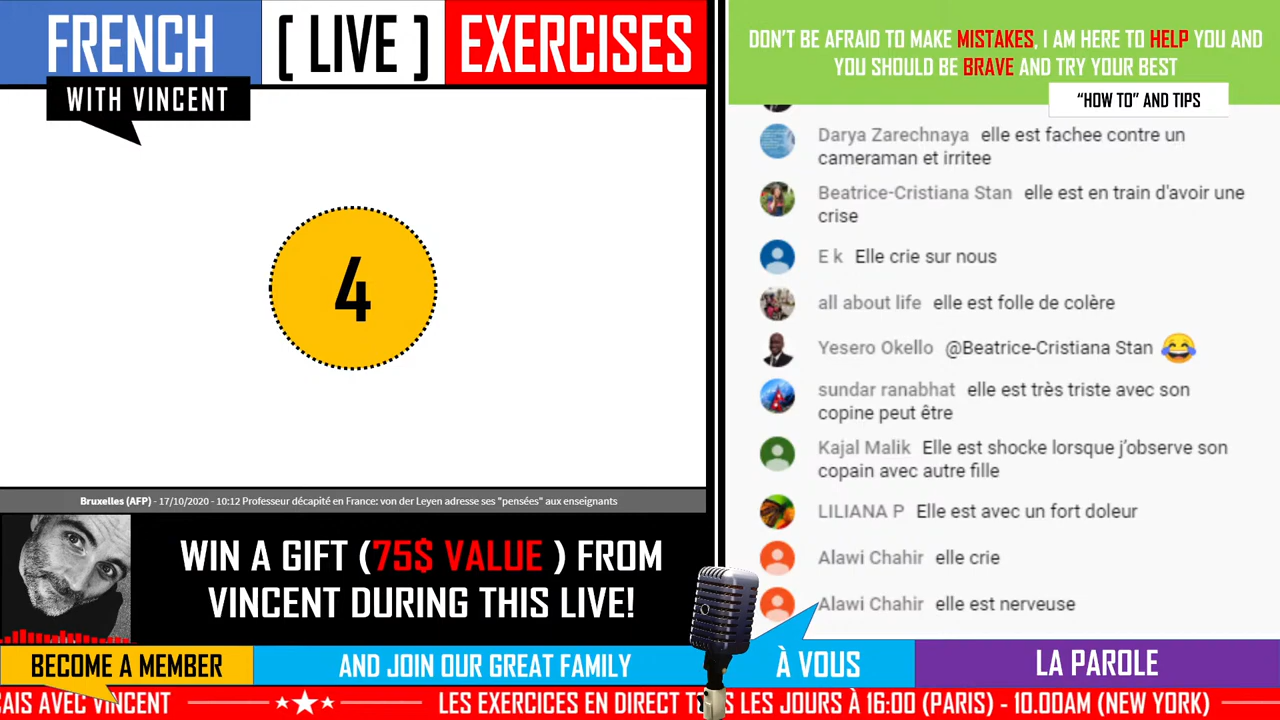 FRENCH [ LIVE ] EXERCISES
WITH VINCENT
DON'T BE AFRAID TO MAKE MISTAKES, I AM HERE TO HELP YOU AND
YOU SHOULD BE BRAVE AND TRY YOUR BEST
“HOW TO” AND TIPS
4
Darya Zarechnaya elle est fachee contre un
cameraman et irritee
Beatrice-Cristiana Stan elle est en train d'avoir une
crise
E k Elle crie sur nous
all about life elle est folle de colère
Yesero Okello @Beatrice-Cristiana Stan 😂
sundar ranabhat elle est très triste avec son
copine peut être
Kajal Malik Elle est shocke lorsque j’observe son
copain avec autre fille
LILIANA P Elle est avec un fort doleur
Alawi Chahir elle crie
Alawi Chahir elle est nerveuse
Bruxelles (AFP) - 17/10/2020 - 10:12 Professeur décapité en France: von der Leyen adresse ses "pensées" aux enseignants
WIN A GIFT (75$ VALUE ) FROM
VINCENT DURING THIS LIVE!
BECOME A MEMBER AND JOIN OUR GREAT FAMILY
À VOUS LA PAROLE
AVEC VINCENT LES EXERCICES EN DIRECT LES JOURS À 16:00 (PARIS) - 10.00AM (NEW YORK)